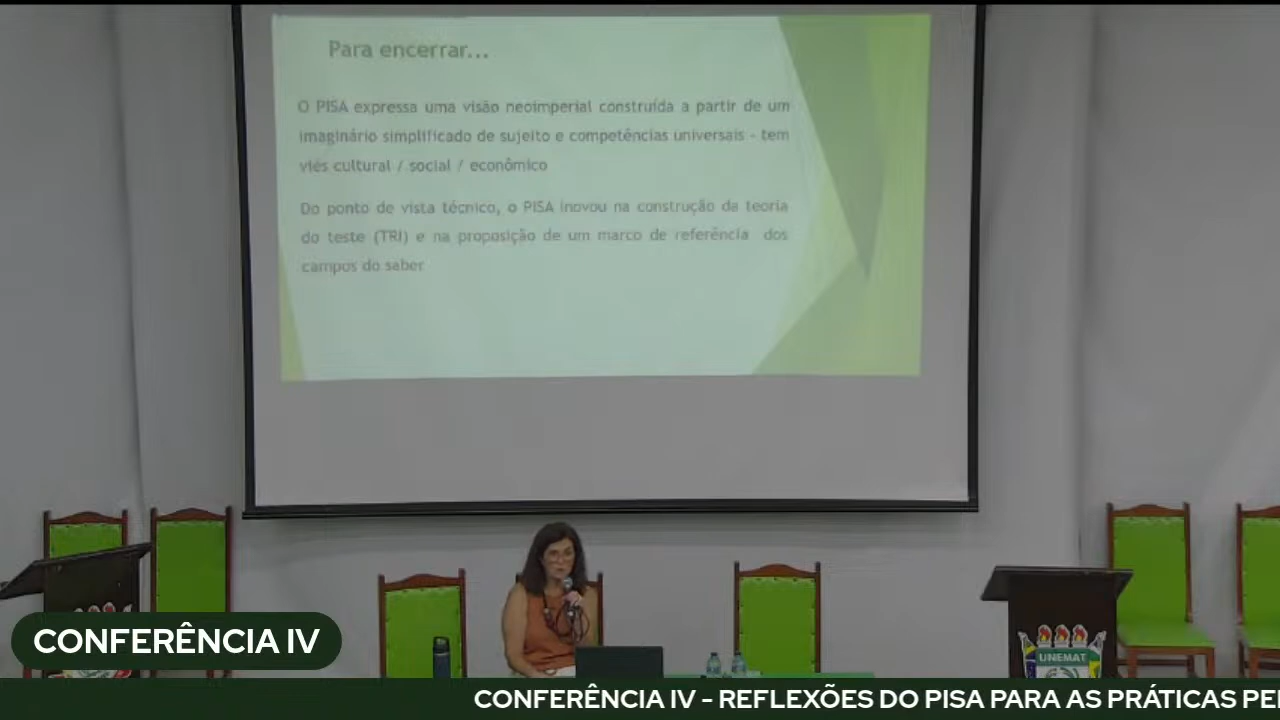 Para encerrar...
O PISA expressa uma visão neoimperial construída a partir de um
imaginário simplificado de sujeito e competências universais - tem
viés cultural / social / econômico
Do ponto de vista técnico, o PISA inovou na construção da teoria
do teste (TRI) e na proposição de um marco de referência dos
campos do saber
UNEMAT
CONFERÊNCIA IV
CONFERÊNCIA IV - REFLEXÕES DO PISA PARA AS PRÁTICAS PE